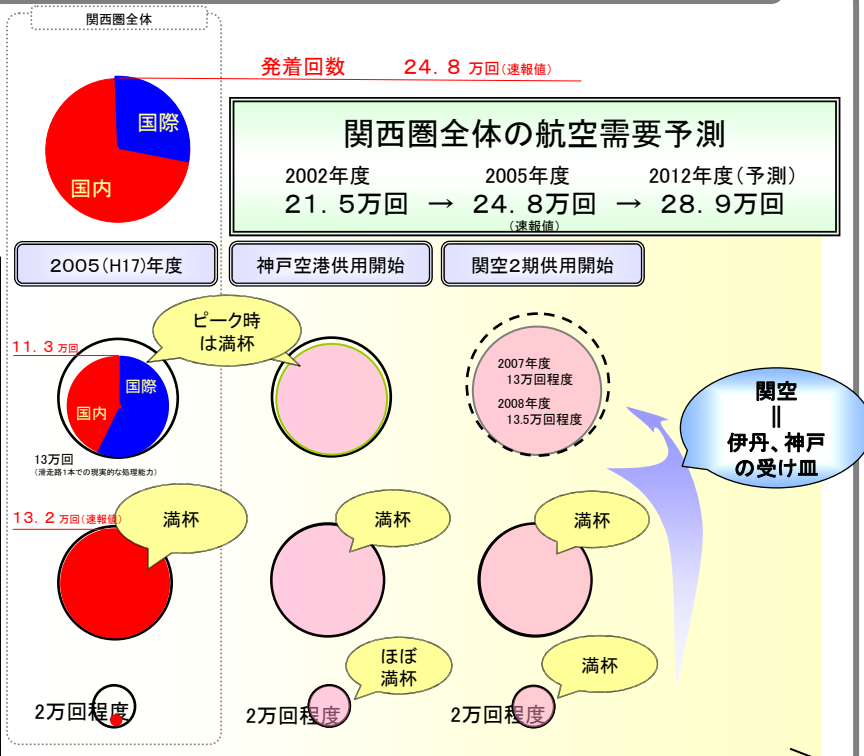 関西圏全体
発着回数 24.8万回(速報値)
国際
国内
関西圏全体の航空需要予測
2002年度 2005年度 2012年度(予測)
21.5万回 → 24.8万回 → 28.9万回
(速報値)
2005(H17)年度
神戸空港供用開始
関空2期供用開始
ピーク時
は満杯
11.3万回
国際
国内
13万回
(滑走路1本での現実的な処理能力)
2007年度
13万回程度
2008年度
13.5万回程度
関空
||
伊丹、神戸
の受け皿
13.2万回(速報値)
満杯
満杯
満杯
ほぼ
満杯
満杯
2万回程度
2万回程度
2万回程度